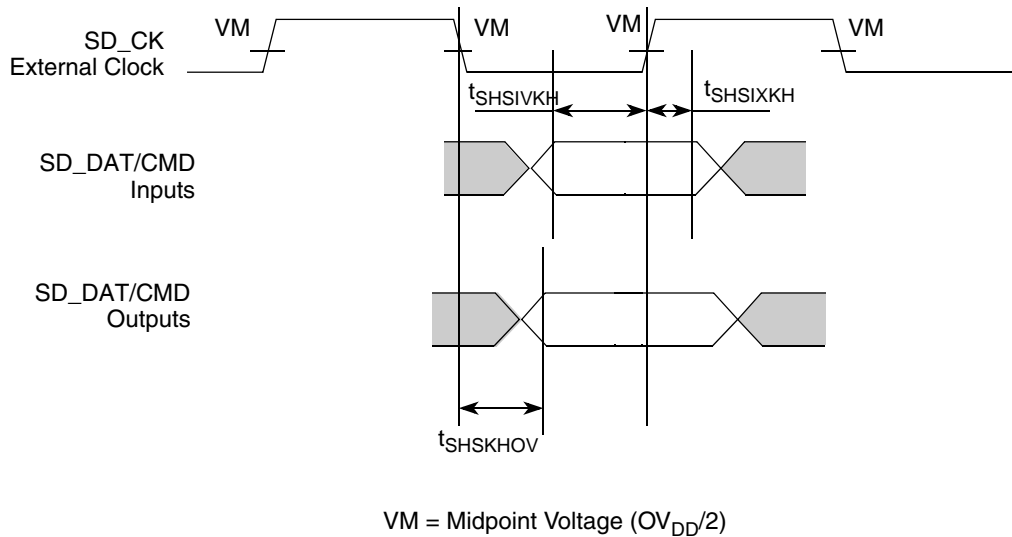 VM VM VM VM
SD_CK
External Clock
tSHSIVKH tSHSIXKH
SD_DAT/CMD
Inputs
SD_DAT/CMD
Outputs
tSHSKHOV
VM = Midpoint Voltage (OVDD/2)